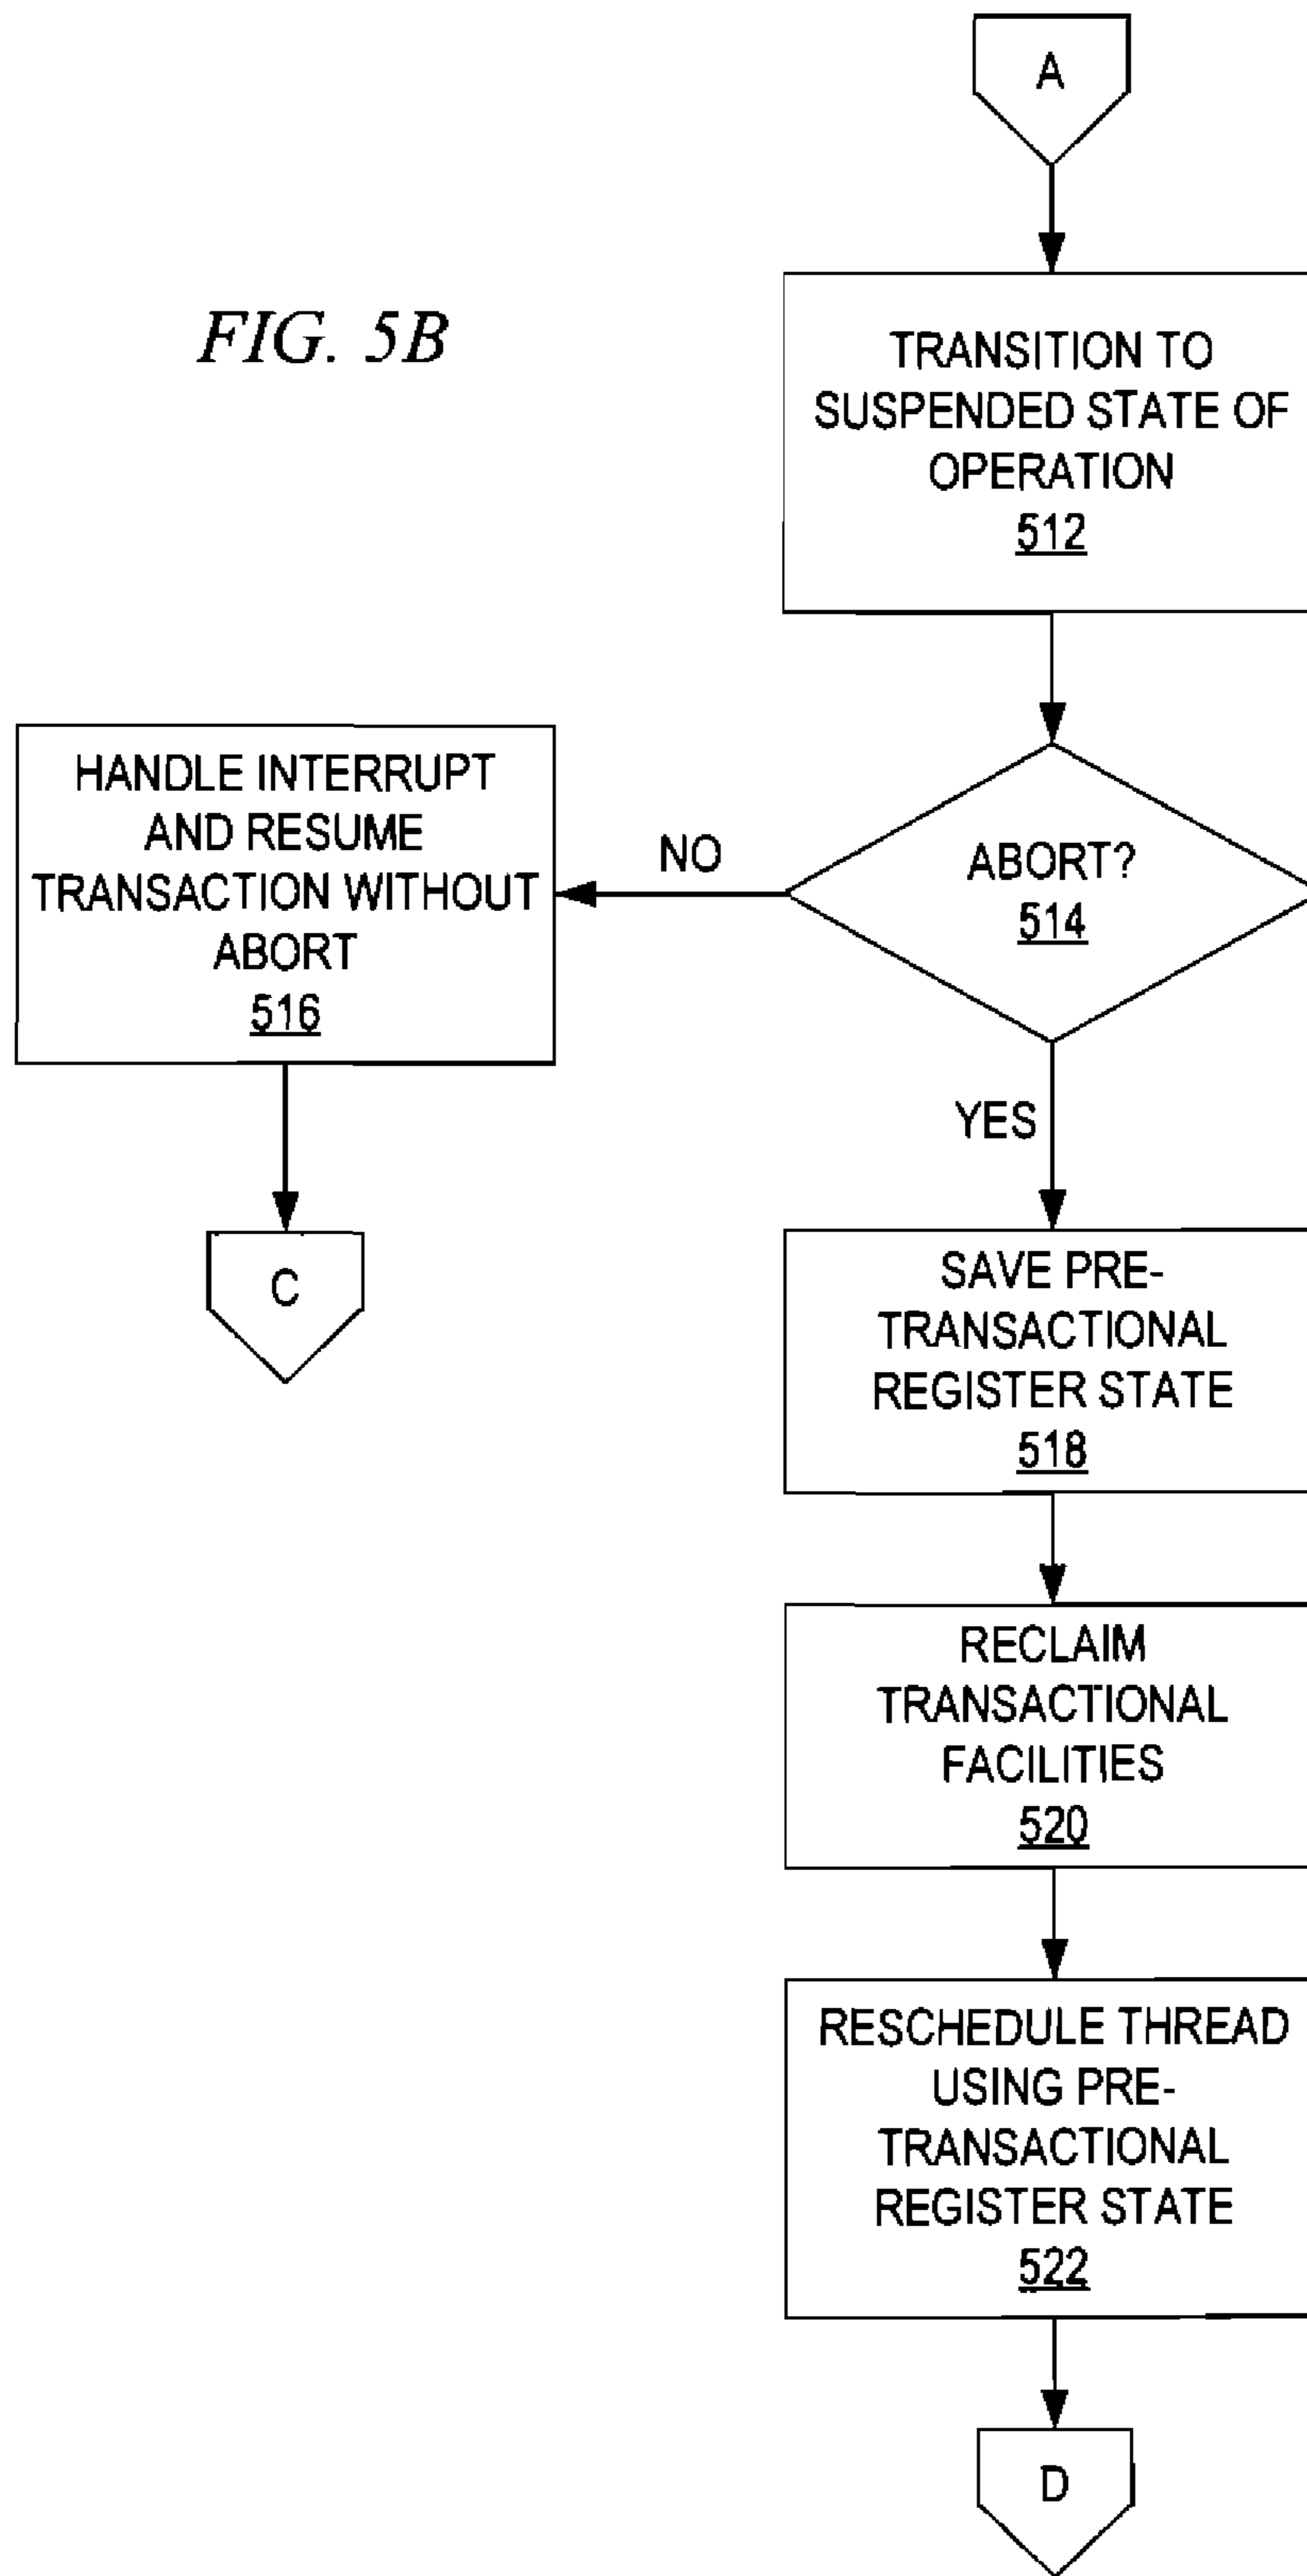 A
FIG. 5B
TRANSITION TO
SUSPENDED STATE OF
OPERATION
512
ABORT?
514
NO
HANDLE INTERRUPT
AND RESUME
TRANSACTION WITHOUT
ABORT
516
C
YES
SAVE PRE-
TRANSACTIONAL
REGISTER STATE
518
RECLAIM
TRANSACTIONAL
FACILITIES
520
RESCHEDULE THREAD
USING PRE-
TRANSACTIONAL
REGISTER STATE
522
D